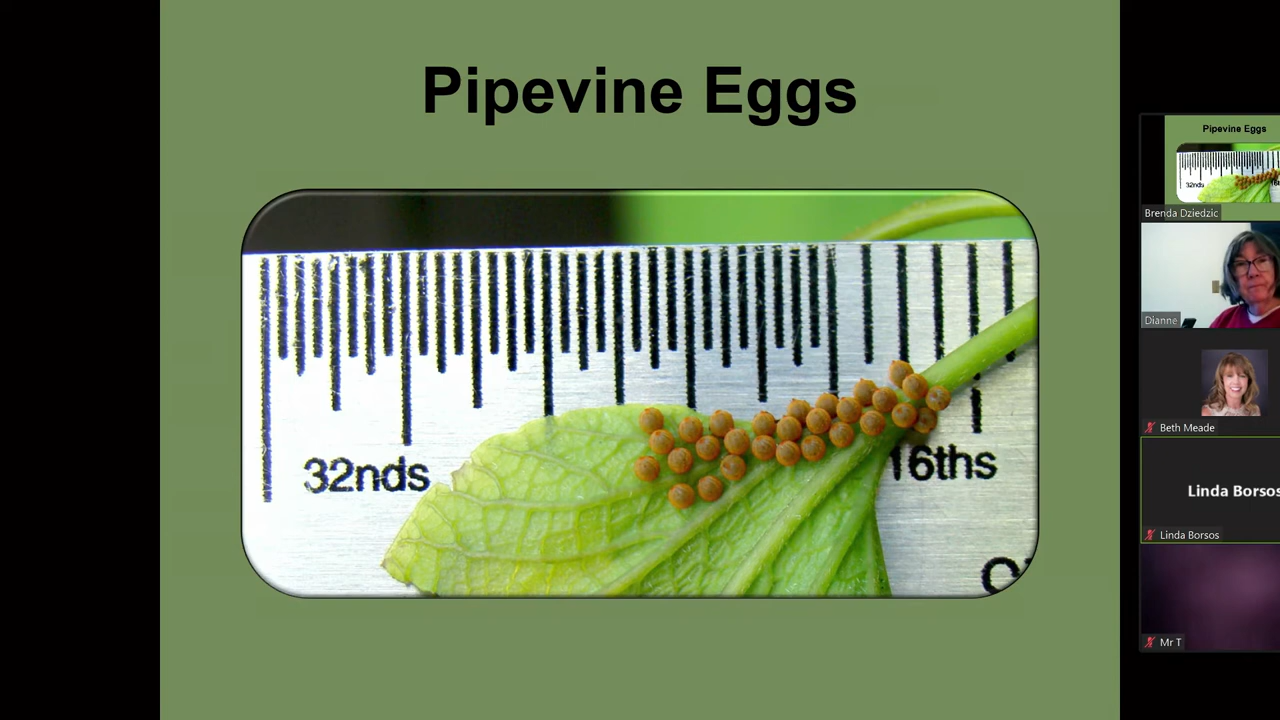 Pipevine Eggs
32nds
16ths
Pipevine Eggs
32nds
Brenda Dziedzic
Dianne
Beth Meade
Linda Borsos
Linda Borsos
Mr T